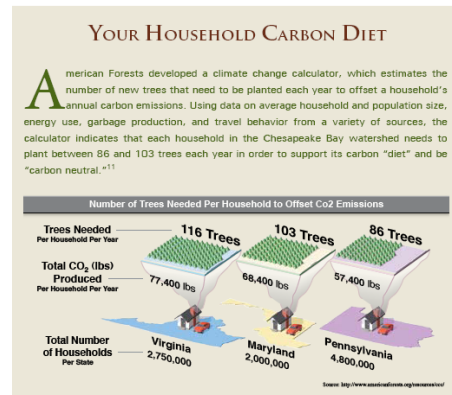 YOUR HOUSEHOLD CARBON DIET
American Forests developed a climate change calculator, which estimates the
number of new trees that need to be planted each year to offset a household's
annual carbon emissions. Using data on average household and population size,
energy use, garbage production, and travel behavior from a variety of sources, the
calculator indicates that each household in the Chesapeake Bay watershed needs to
plant between 86 and 103 trees each year in order to support its carbon "diet" and be
"carbon neutral."11
Number of Trees Needed Per Household to Offset Co2 Emissions
Trees Needed
Per Household Per Year
116 Trees
103 Trees
86 Trees
Total CO2 (lbs)
Produced
Per Household Per Year
77,400 lbs
68,400 lbs
57,400 lbs
Total Number
of Households
Per State
Virginia
2,750,000
Maryland
2,000,000
Pennsylvania
4,800,000
Source: http://www.americanforests.org/resources/ccc/